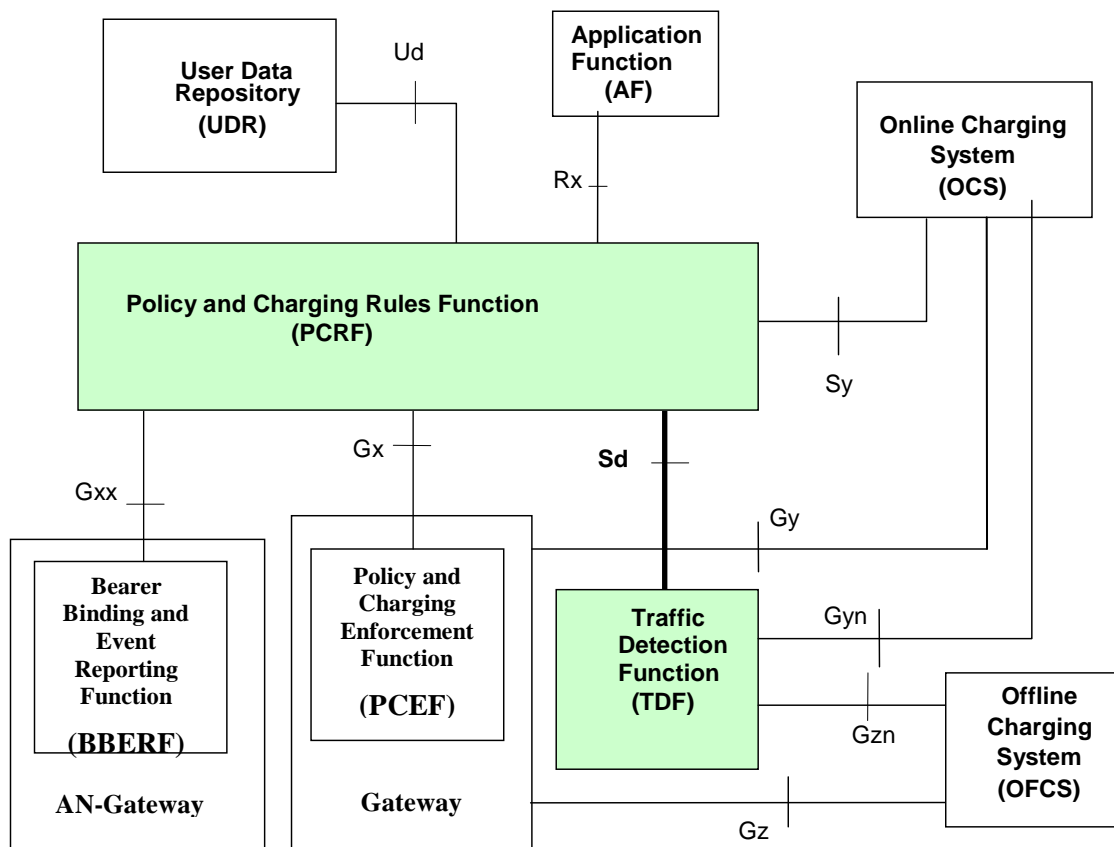 User Data
Repository
(UDR)
Ud
Application
Function
(AF)
Rx
Online Charging
System
(OCS)
Policy and Charging Rules Function
(PCRF)
Sy
Gxx
Gx
Sd
Gy
Bearer
Binding and
Event
Reporting
Function
(BBERF)
AN-Gateway
Policy and
Charging
Enforcement
Function
(PCEF)
Gateway
Traffic
Detection
Function
(TDF)
Gyn
Gzn
Gz
Offline
Charging
System
(OFCS)